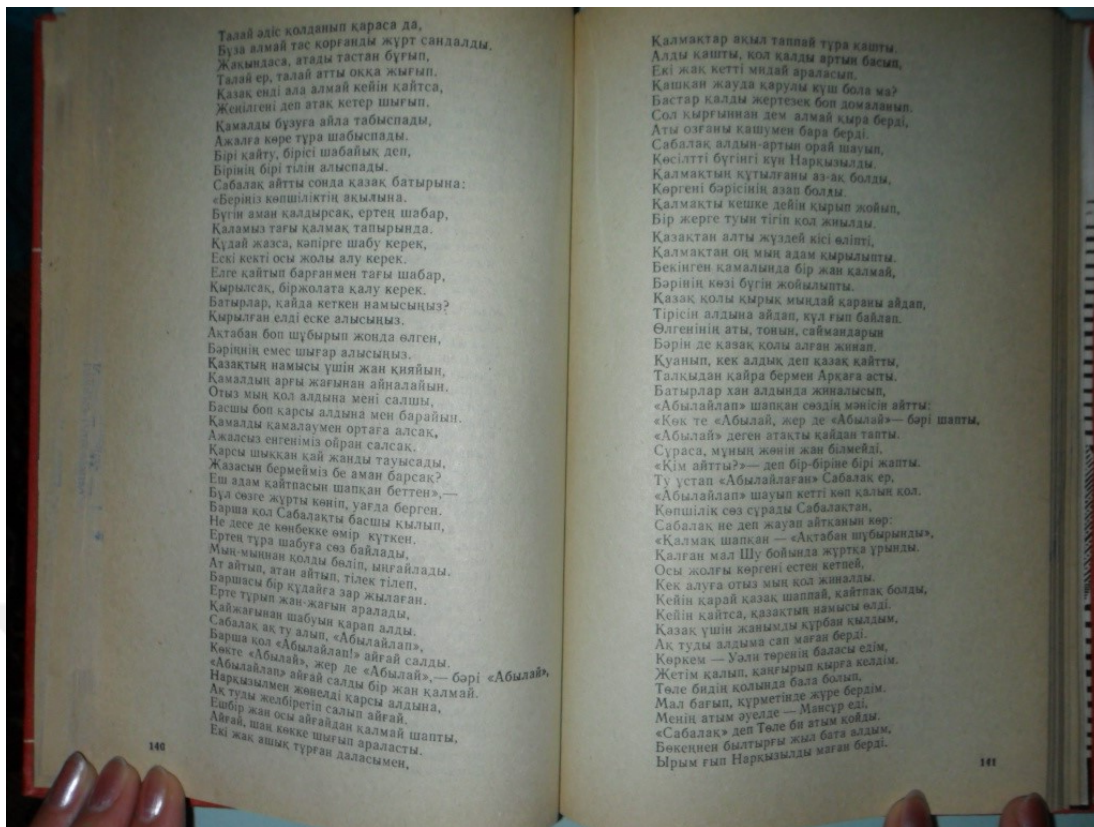 Талай әдіс қолданып қараса да,
Бұза алмай тас қорғанды жұрт сандалды.
Жақындаса, атады тастан бұғып,
Талай ер, талай атты оққа жығып.
Қазақ енді ала алмай кейін қайтса,
Жеңілгені деп атақ кетер шығып.
Қамалды бұзуға айла табыспады,
Ажалға көре тұра шабыспады.
Бірі қайту, бірісі шабайық деп,
Бірінің бірі тілін алыспады.
Сабалақ айтты сонда қазақ батырына:
«Беріңіз көпшіліктің ақылына.
Бүгін аман қалдырсақ, ертең шабар,
Қаламыз тағы қалмақ тапырында.
Құдай жазса, кәпірге шабу керек,
Ескі кекті осы жолы алу керек.
Елге қайтып барғанмен тағы шабар,
Қырылсақ, біржолата қалу керек.
Батырлар, қайда кеткен намысыңыз?
Қырылған елді еске алысыңыз.
Ақтабан боп шұбырып жонда өлген,
Бәріңнің емес шығар алысыңыз.
Қазақтың намысы үшін жан қияйын,
Қамалдың арғы жағынан айналайын.
Отыз мың қол алдына мені салшы,
Басшы боп қарсы алдына мен барайын.
Қамалды қамалаумен ортаға алсақ,
Ажалсыз енгеніміз ойран салсақ.
Қарсы шыққан қай жанды тауысады,
Жазасын бермейміз бе аман барсақ?
Еш адам қайтпасын шапқан беттен»,—
Бұл сөзге жұрты көніп, уағда берген.
Барша қол Сабалақты басшы қылып,
Не десе де көнбекке өмір күткен.
Ертең тұра шабуға сөз байлады,
Мың-мыңнан қолды бөліп, ыңғайлады.
Ат айтып, атан айтып, тілек тілеп,
Баршасы бір құдайға зар жылаған.
Ерте тұрып жан-жағын аралады,
Қайжағынан шабуын қарап алды.
Сабалақ ақ ту алып, «Абылайлап»,
Барша қол «Абылайлап!» айғай салды.
Көкте «Абылай», жер де «Абылай»,— бәрі «Абылай»,
«Абылайлап» айғай салды бір жан қалмай.
Нарқызылмен жөнелді қарсы алдына,
Ақ туды желбіретіп салып айғай.
Ешбір жан осы айғайдан қалмай шапты,
Айғай, шаң көкке шығып араласты.
Екі жақ ашық тұрған даласымен,
140
Қалмақтар ақыл таппай тұра қашты.
Алды қашты, қол қалды артын басып,
Екі жақ кетті мидай араласып.
Қашқан жауда қарулы күш бола ма?
Бастар қалды жертезек боп домаланып.
Сол қырғыннан дем алмай қыра берді,
Аты озғаны қашумен бара берді.
Сабалақ алдын-артын орай шауып,
Көсілтті бүгінгі күн Нарқызылды.
Қалмақтың құтылғаны аз-ақ болды,
Көргені бәрісінің азап болды.
Қалмақты кешке дейін қырып жойып,
Бір жерге туын тігіп қол жиылды.
Қазақтан алты жүздей кісі өліпті,
Қалмақтан он мың адам қырылыпты.
Бекінген қамалында бір жан қалмай,
Бәрінің көзі бүгін жойылыпты.
Қазақ қолы қырық мыңдай қараны айдап,
Тірісін алдына айдап, құл ғып байлап.
Өлгенінің аты, тонын, саймандарын
Бәрін де қазақ қолы алған жинап.
Қуанып, кек алдық деп қазақ қайтты,
Талқыдан қайра бермен Арқаға асты.
Батырлар хан алдында жиналысып,
«Абылайлап» шапқан сөздің мәнісін айтты:
«Көк те «Абылай, жер де «Абылай»— бәрі шапты,
«Абылай» деген атақты қайдан тапты.
Сұраса, мұның жөнін жан білмейді,
«Кім айтты?»— деп бір-біріне бірі жапты.
Ту ұстап «Абылайлаған» Сабалақ ер,
«Абылайлап» шауып кетті көп қалың қол.
Көпшілік сөз сұрады Сабалақтан,
Сабалақ не деп жауап айтқанын көр:
«Қалмақ шапқан — «Ақтабан шұбырынды»,
Қалған мал Шу бойында жұртқа ұрынды.
Осы жолғы көргені естен кетпей,
Кек алуға отыз мың қол жиналды.
Кейін қарай қазақ шаппай, қайтпақ болды,
Кейін қайтса, қазақтың намысы өлді.
Қазақ үшін жанымды құрбан қылдым,
Ақ туды алдыма сап маған берді.
Көркем — Уәли төренің баласы едім,
Жетім қалып, қаңғырып қырға келдім.
Төле бидің қолында бала болып,
Мал бағып, құрметінде жүре бердім.
Менің атым әуелде — Мансұр еді,
«Сабалақ» деп Төле би атым қойды.
Бөкеңнен былтырғы жыл бата алдым,
Ырым ғып Нарқызылды маған берді.
141